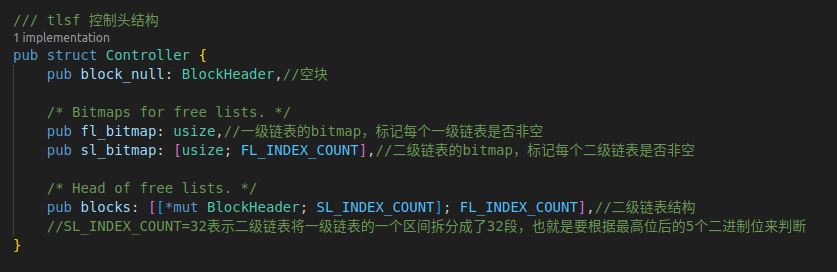 /// tlsf 控制头结构
1 implementation
pub struct Controller {
pub block_null: BlockHeader,//空块
/* Bitmaps for free lists. */
pub fl_bitmap: usize,//一级链表的bitmap，标记每个一级链表是否非空
pub sl_bitmap: [usize; FL_INDEX_COUNT],//二级链表的bitmap，标记每个二级链表是否非空
/* Head of free lists. */
pub blocks: [[*mut BlockHeader; SL_INDEX_COUNT]; FL_INDEX_COUNT],//二级链表结构
//SL_INDEX_COUNT=32表示二级链表将一级链表的一个区间拆分成了32段，也就是要根据最高位后的5个二进制位来判断
}